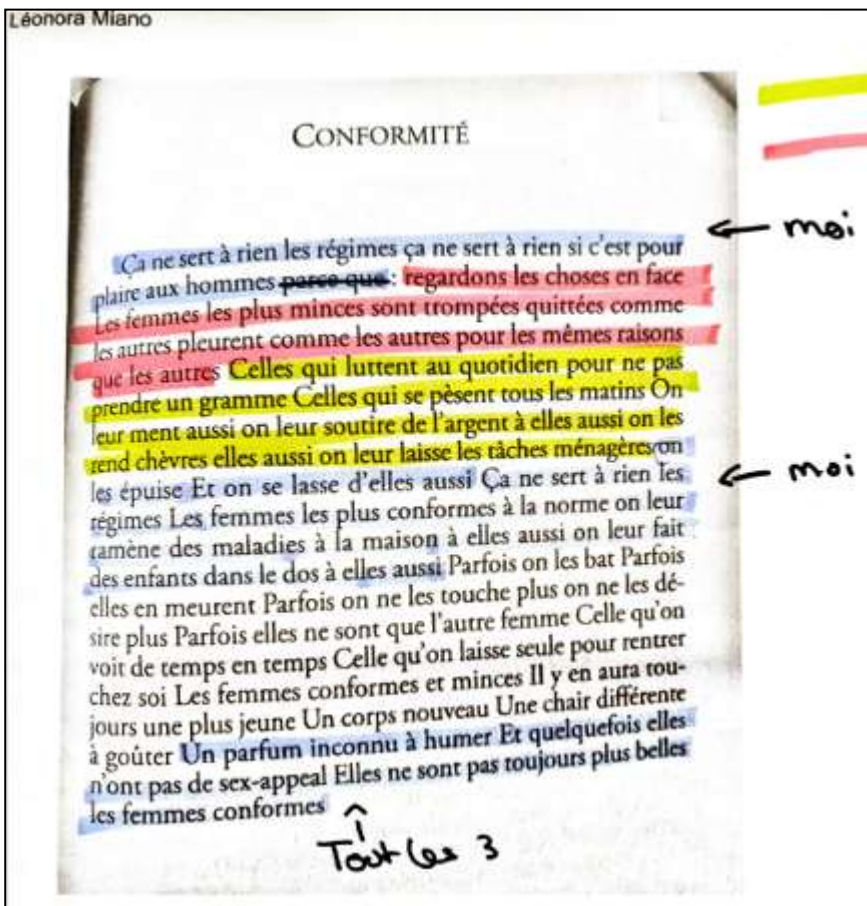 Léonora Miano
CONFORMITÉ
Ça ne sert à rien les régimes ça ne sert à rien si c'est pour
← moi
plaire aux hommes parce que : regardons les choses en face
Les femmes les plus minces sont trompées quittées comme
les autres pleurent comme les autres pour les mêmes raisons
que les autres Celles qui luttent au quotidien pour ne pas
prendre un gramme Celles qui se pèsent tous les matins On
leur ment aussi on leur soutire de l'argent à elles aussi on les
rend chèvres elles aussi on leur laisse les tâches ménagères on
les épuise Et on se lasse d'elles aussi Ça ne sert à rien les
← moi
régimes Les femmes les plus conformes à la norme on leur
ramène des maladies à la maison à elles aussi on leur fait
des enfants dans le dos à elles aussi Parfois on les bat Parfois
elles en meurent Parfois on ne les touche plus on ne les dé-
sire plus Parfois elles ne sont que l'autre femme Celle qu'on
voit de temps en temps Celle qu'on laisse seule pour rentrer
chez soi Les femmes conformes et minces Il y en aura tou-
jours une plus jeune Un corps nouveau Une chair différente
à goûter Un parfum inconnu à humer Et quelquefois elles
n'ont pas de sex-appeal Elles ne sont pas toujours plus belles
les femmes conformes
Tout les 3